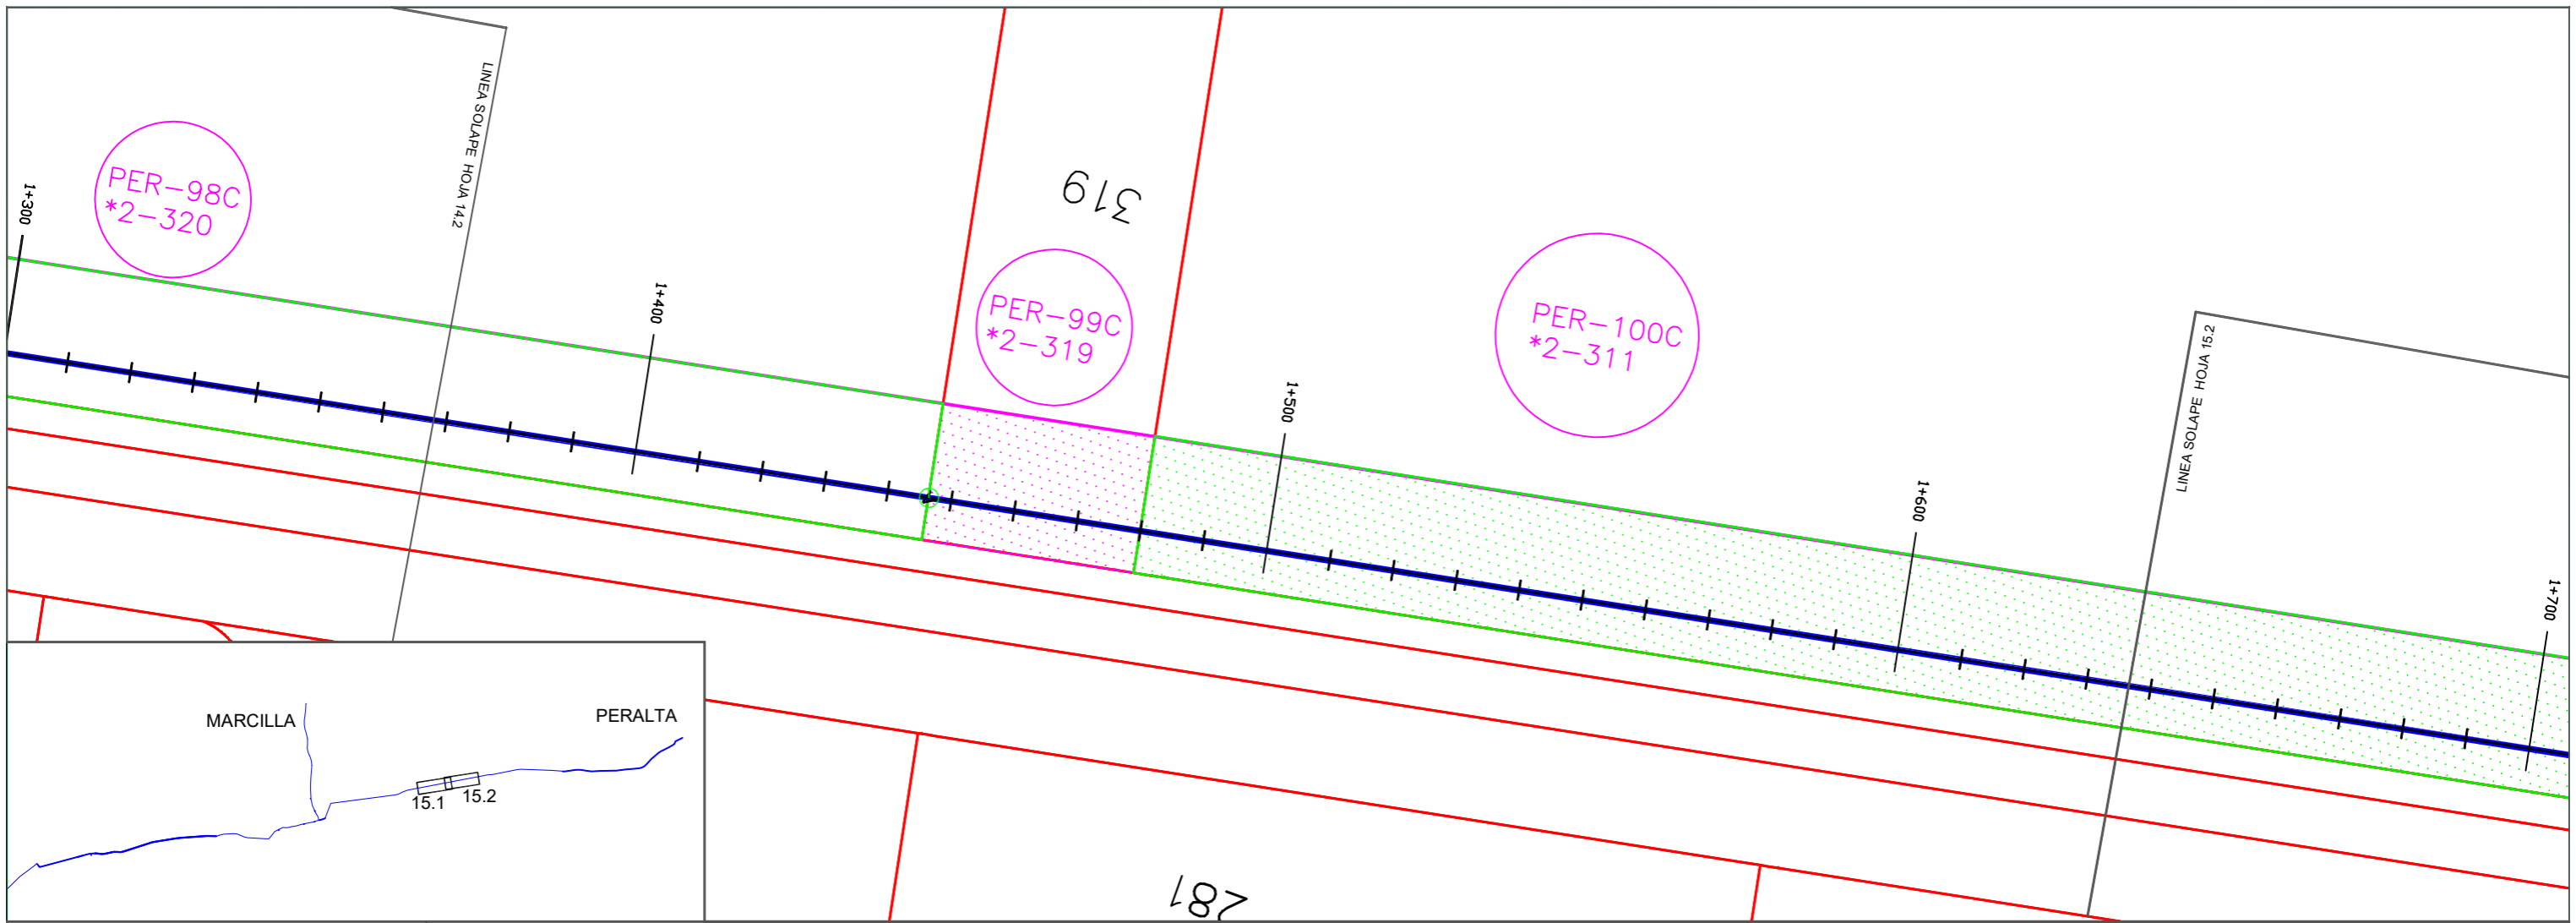 LINEA SOLAPE HOJA 14.2
PER-98C
*2-320
1+300
319
PER-99C
*2-319
1+400
PER-100C
*2-311
1+500
LINEA SOLAPE HOJA 15.2
1+600
1+700
MARCILLA
PERALTA
15.1
15.2
281